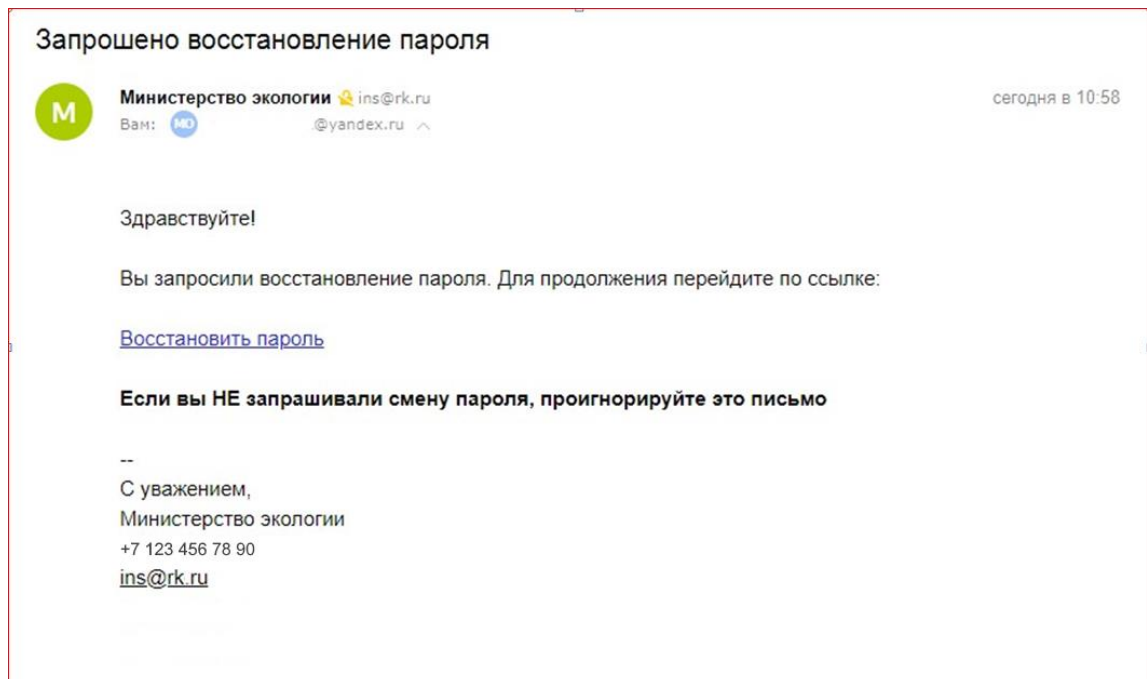 Запрошено восстановление пароля
М
Министерство экологии ins@rk.ru
сегодня в 10:58
Вам: МО @yandex.ru
Здравствуйте!
Вы запросили восстановление пароля. Для продолжения перейдите по ссылке:
Восстановить пароль
Если вы НЕ запрашивали смену пароля, проигнорируйте это письмо
--
С уважением,
Министерство экологии
+7 123 456 78 90
ins@rk.ru